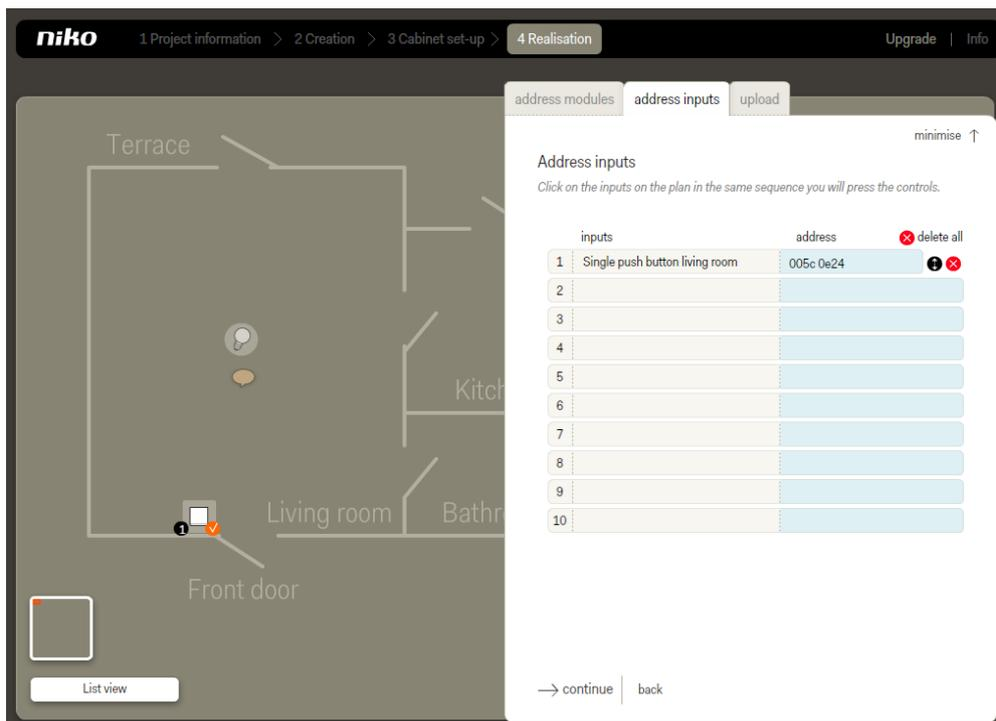 niko
1 Project information > 2 Creation > 3 Cabinet set-up > 4 Realisation
Upgrade | Info
address modules
address inputs
upload
minimise ↑
Address inputs
Click on the inputs on the plan in the same sequence you will press the controls.
inputs address delete all
1 Single push button living room 005c 0e24
2
3
4
5
6
7
8
9
10
→ continue | back
Terrace
Kitch
Living room
Bathr
1
Front door
List view